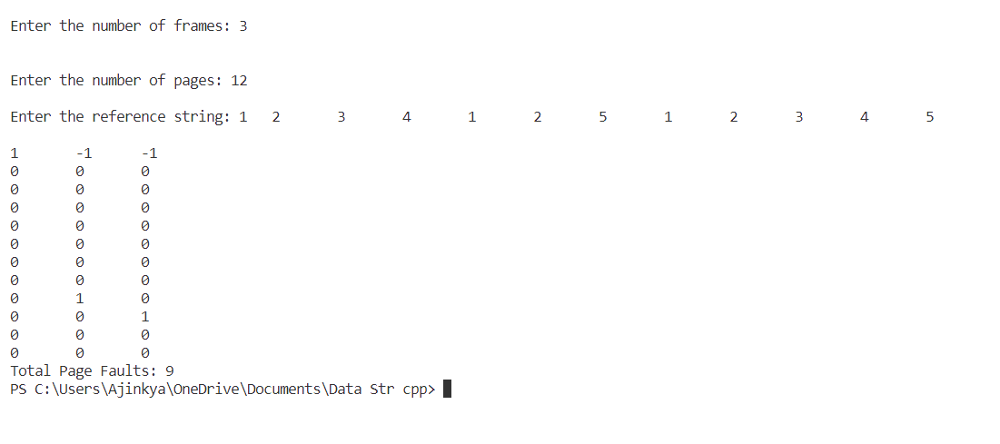 Enter the number of frames: 3
Enter the number of pages: 12
Enter the reference string: 1 2 3 4 1 2 5 1 2 3 4 5
1 -1 -1
0 0 0
0 0 0
0 0 0
0 0 0
0 0 0
0 0 0
0 0 0
0 1 0
0 0 1
0 0 0
0 0 0
Total Page Faults: 9
PS C:\Users\Ajinkya\OneDrive\Documents\Data Str cpp>